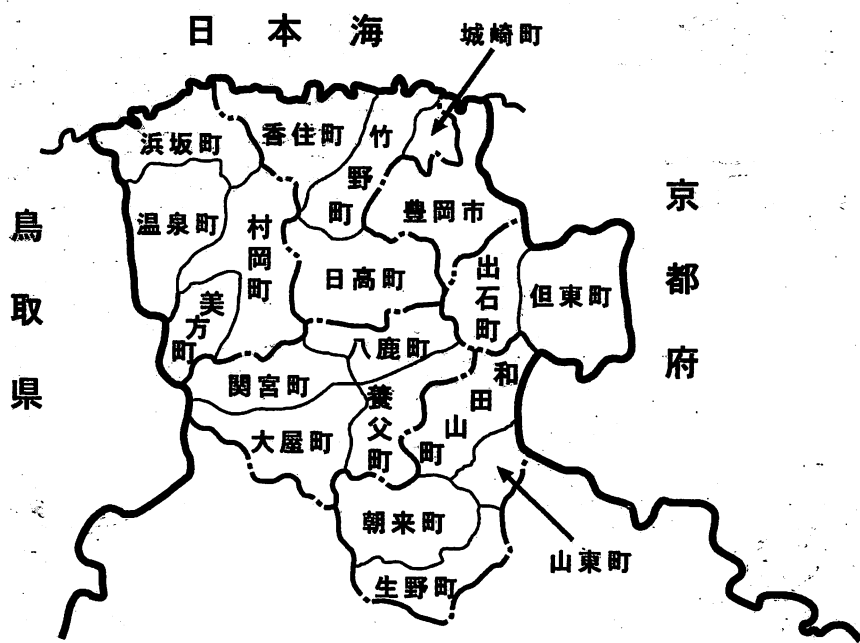 日本海
城崎町
浜坂町
香住町
竹野町
温泉町
村岡町
豊岡市
鳥取県
京都府
日高町
出石町
但東町
美方町
八鹿町
関宮町
養父町
和田山町
大屋町
朝来町
山東町
生野町